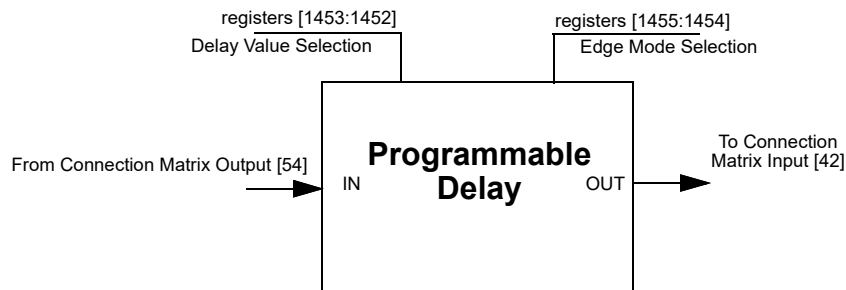 registers [1453:1452]
Delay Value Selection
registers [1455:1454]
Edge Mode Selection
From Connection Matrix Output [54]
IN
Programmable
Delay
OUT
To Connection
Matrix Input [42]